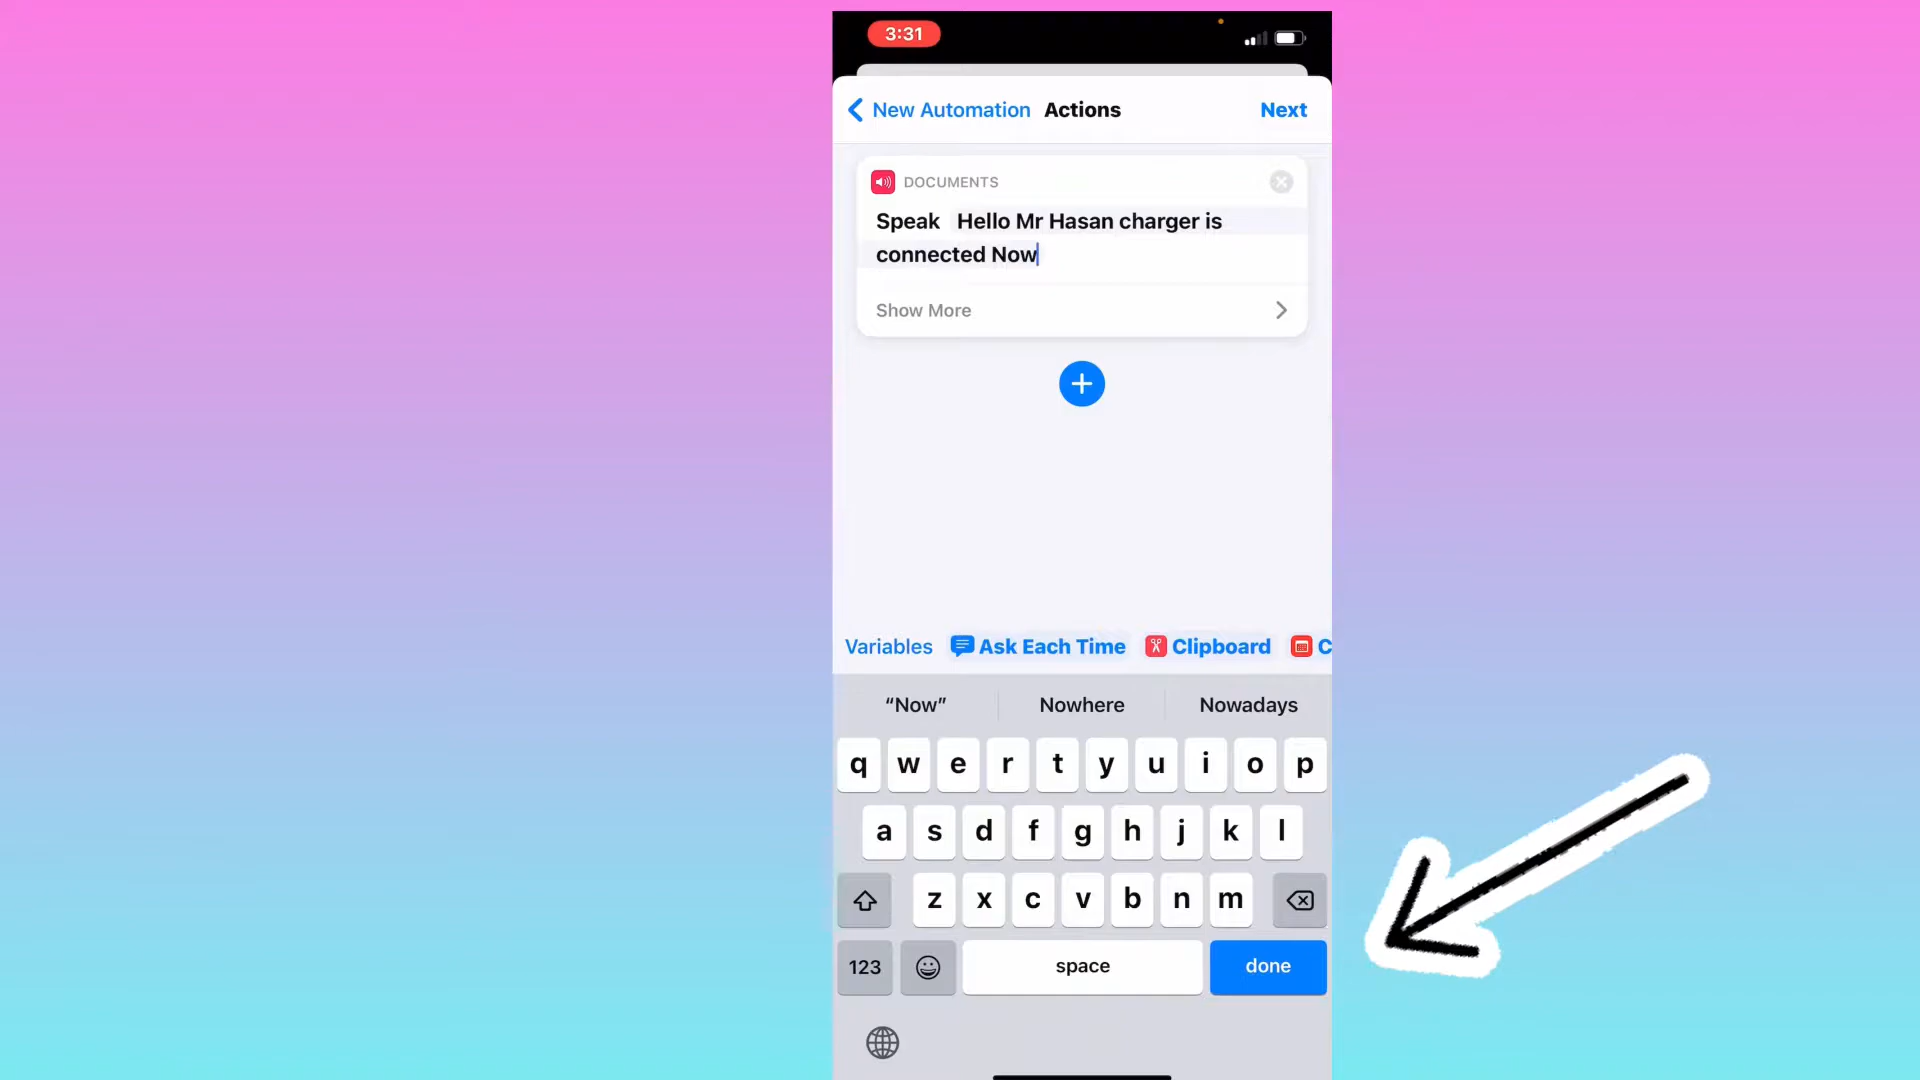 3:31
New Automation Actions Next
DOCUMENTS
Speak Hello Mr Hasan charger is
connected Now
Show More
Variables Ask Each Time Clipboard C
“Now” Nowhere Nowadays
q w e r t y u i o p
a s d f g h j k l
z x c v b n m
123 space done